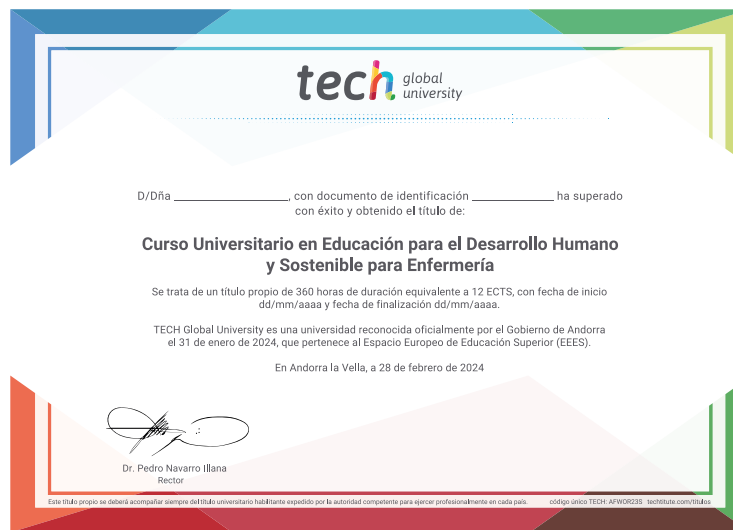 tech global university
D/Dña ________________, con documento de identificación ____________ ha superado
con éxito y obtenido el título de:
Curso Universitario en Educación para el Desarrollo Humano
y Sostenible para Enfermería
Se trata de un título propio de 360 horas de duración equivalente a 12 ECTS, con fecha de inicio
dd/mm/aaaa y fecha de finalización dd/mm/aaaa.
TECH Global University es una universidad reconocida oficialmente por el Gobierno de Andorra
el 31 de enero de 2024, que pertenece al Espacio Europeo de Educación Superior (EEES).
En Andorra la Vella, a 28 de febrero de 2024
Dr. Pedro Navarro Illana
Rector
Este título propio se deberá acompañar siempre del título universitario habilitante expedido por la autoridad competente para ejercer profesionalmente en cada país. código único TECH: AFWOR23S techtitute.com/titulos